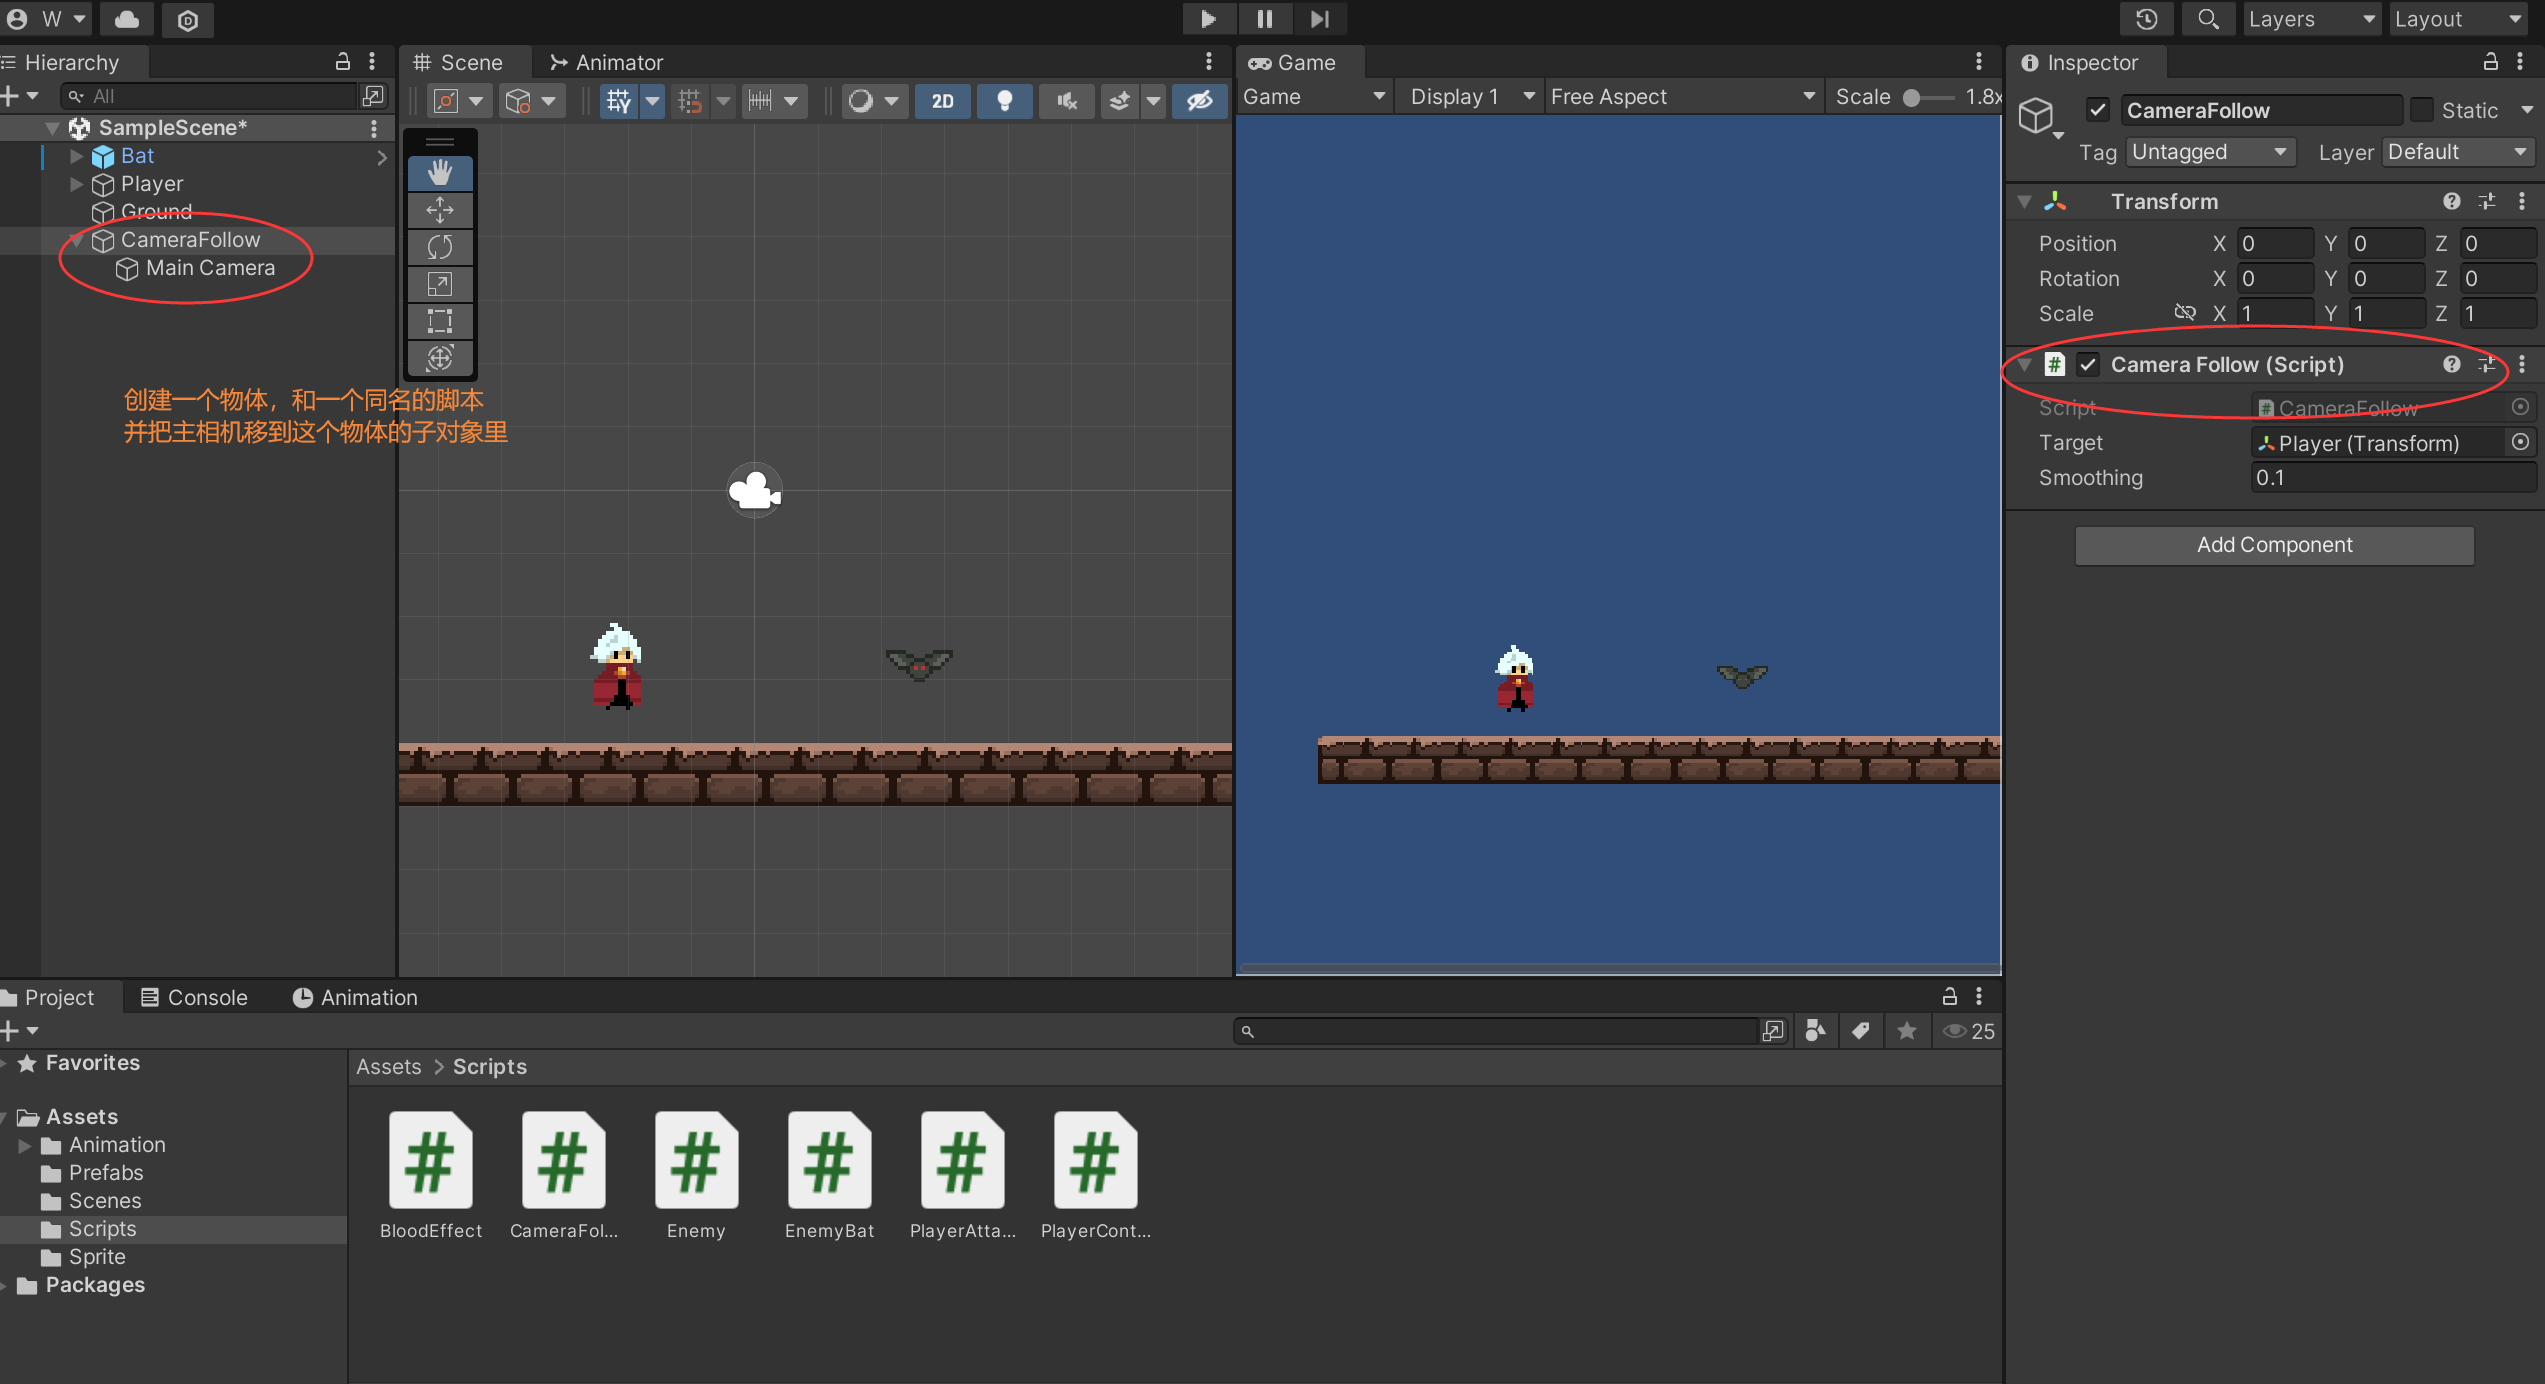 W
Layers
Layout
Hierarchy
All
SampleScene*
Bat
Player
Ground
CameraFollow
Main Camera
创建一个物体，和一个同名的脚本
并把主相机移到这个物体的子对象里
Scene
Animator
2D
Game
Game
Display 1
Free Aspect
Scale
1.8x
Inspector
CameraFollow
Static
Tag
Untagged
Layer
Default
Transform
Position X 0 Y 0 Z 0
Rotation X 0 Y 0 Z 0
Scale X 1 Y 1 Z 1
Camera Follow (Script)
Script CameraFollow
Target Player (Transform)
Smoothing 0.1
Add Component
Project
Console
Animation
25
Favorites
Assets
Animation
Prefabs
Scenes
Scripts
Sprite
Packages
Assets > Scripts
BloodEffect
CameraFol...
Enemy
EnemyBat
PlayerAtta...
PlayerCont...